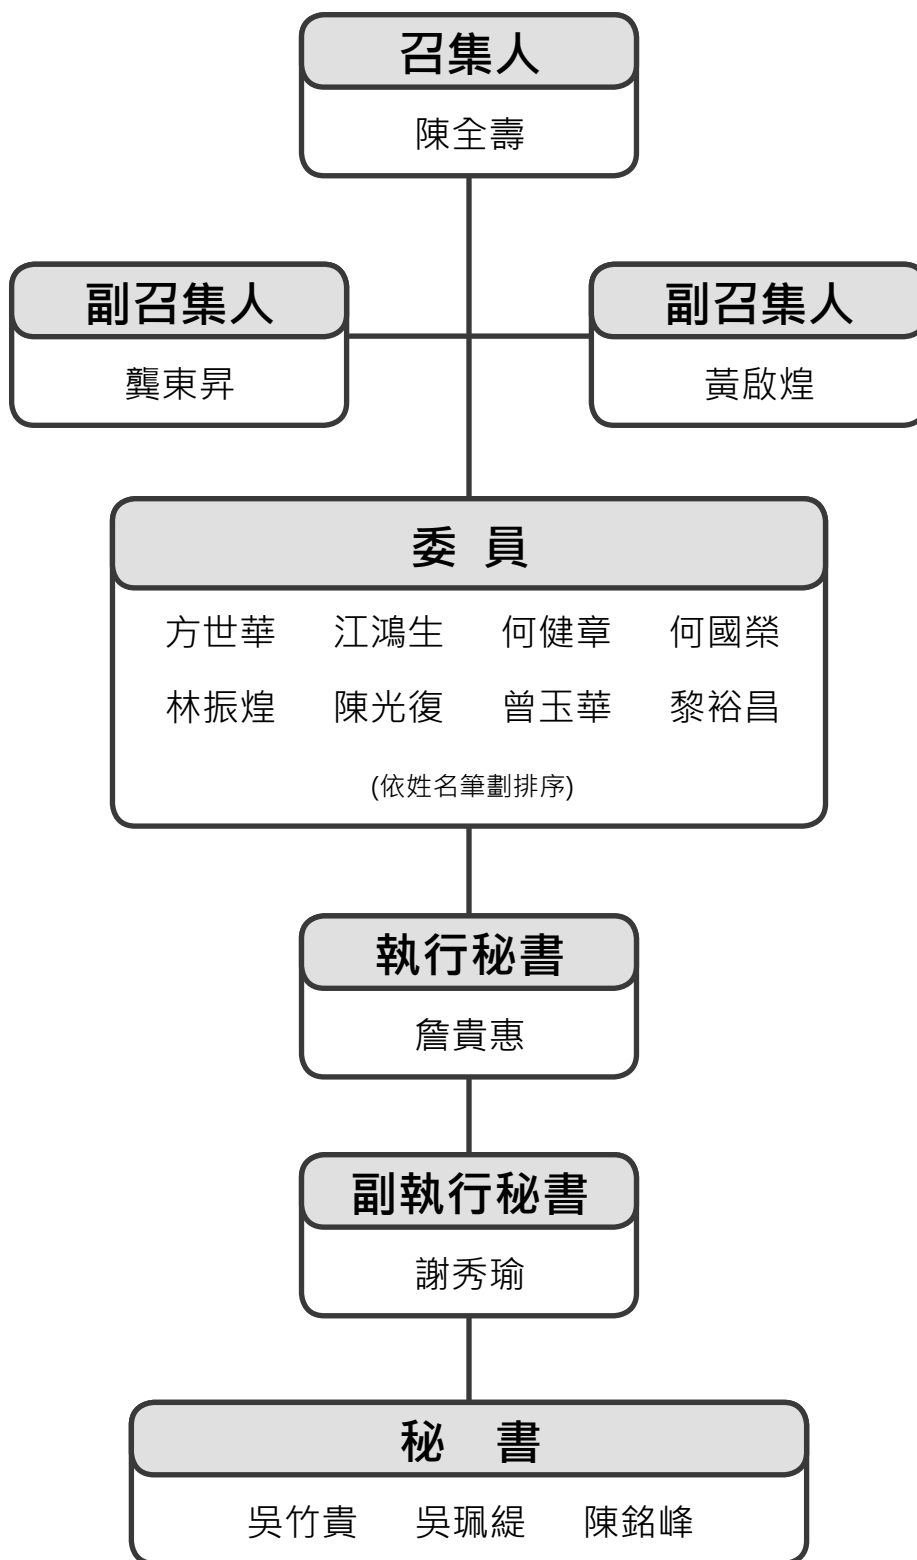 召集人
陳全壽
副召集人
龔東昇
副召集人
黃啟煌
委 員
方世華 江鴻生 何健章 何國榮
林振煌 陳光復 曾玉華 黎裕昌
(依姓名筆劃排序)
執行秘書
詹貴惠
副執行秘書
謝秀瑜
秘 書
吳竹貴 吳珮緹 陳銘峰